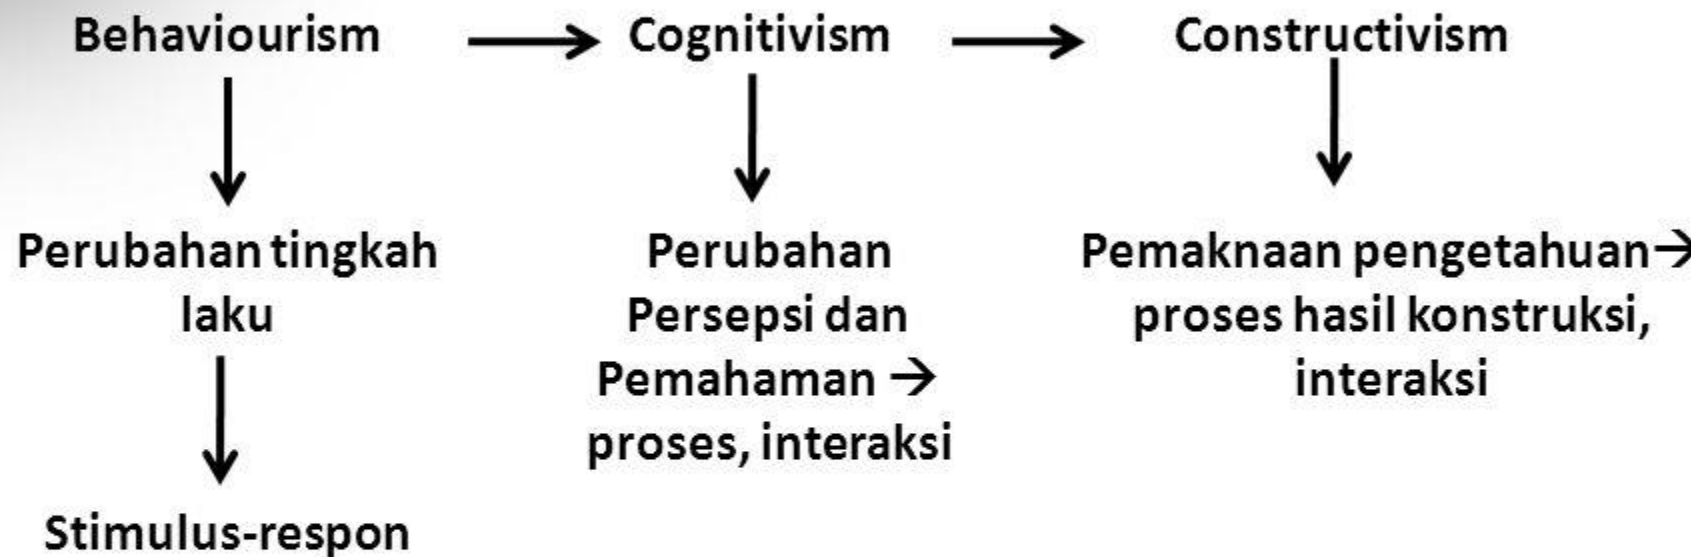 Behaviourism → Cognitivism → Constructivism
Perubahan tingkah
laku
Stimulus-respon
Perubahan
Persepsi dan
Pemahaman →
proses, interaksi
Pemaknaan pengetahuan→
proses hasil konstruksi,
interaksi